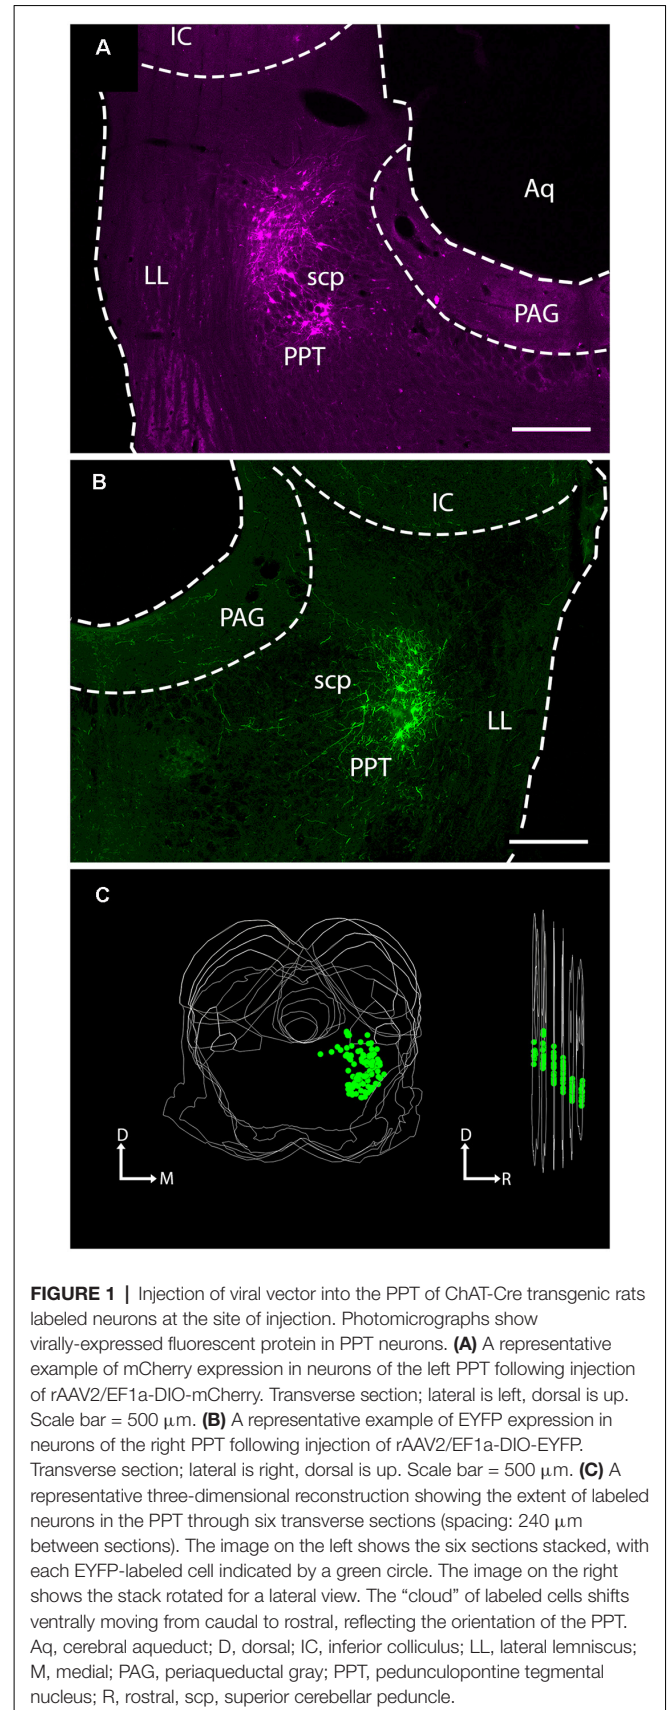 A
IC
Aq
LL
scp
PAG
PPT
B
IC
PAG
scp
LL
PPT
C
D
M
D
R
FIGURE 1 | Injection of viral vector into the PPT of ChAT-Cre transgenic rats
labeled neurons at the site of injection. Photomicrographs show
virally-expressed fluorescent protein in PPT neurons. (A) A representative
example of mCherry expression in neurons of the left PPT following injection
of rAAV2/EF1a-DIO-mCherry. Transverse section; lateral is left, dorsal is up.
Scale bar = 500 μm. (B) A representative example of EYFP expression in
neurons of the right PPT following injection of rAAV2/EF1a-DIO-EYFP.
Transverse section; lateral is right, dorsal is up. Scale bar = 500 μm. (C) A
representative three-dimensional reconstruction showing the extent of labeled
neurons in the PPT through six transverse sections (spacing: 240 μm
between sections). The image on the left shows the six sections stacked, with
each EYFP-labeled cell indicated by a green circle. The image on the right
shows the stack rotated for a lateral view. The “cloud” of labeled cells shifts
ventrally moving from caudal to rostral, reflecting the orientation of the PPT.
Aq, cerebral aqueduct; D, dorsal; IC, inferior colliculus; LL, lateral lemniscus;
M, medial; PAG, periaqueductal gray; PPT, pedunculopontine tegmental
nucleus; R, rostral, scp, superior cerebellar peduncle.